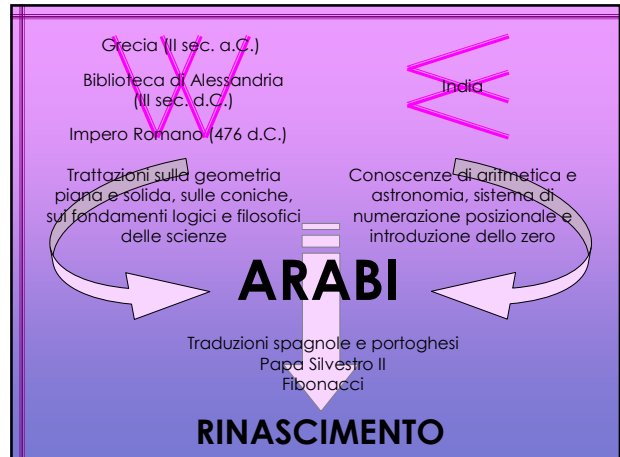 Grecia (II sec. a.C.)
Biblioteca di Alessandria
(III sec. d.C.)
Impero Romano (476 d.C.)
India
Trattazioni sulla geometria
piana e solida, sulle coniche,
sui fondamenti logici e filosofici
delle scienze
Conoscenze di aritmetica e
astronomia, sistema di
numerazione posizionale e
introduzione dello zero
ARABI
Traduzioni spagnole e portoghesi
Papa Silvestro II
Fibonacci
RINASCIMENTO